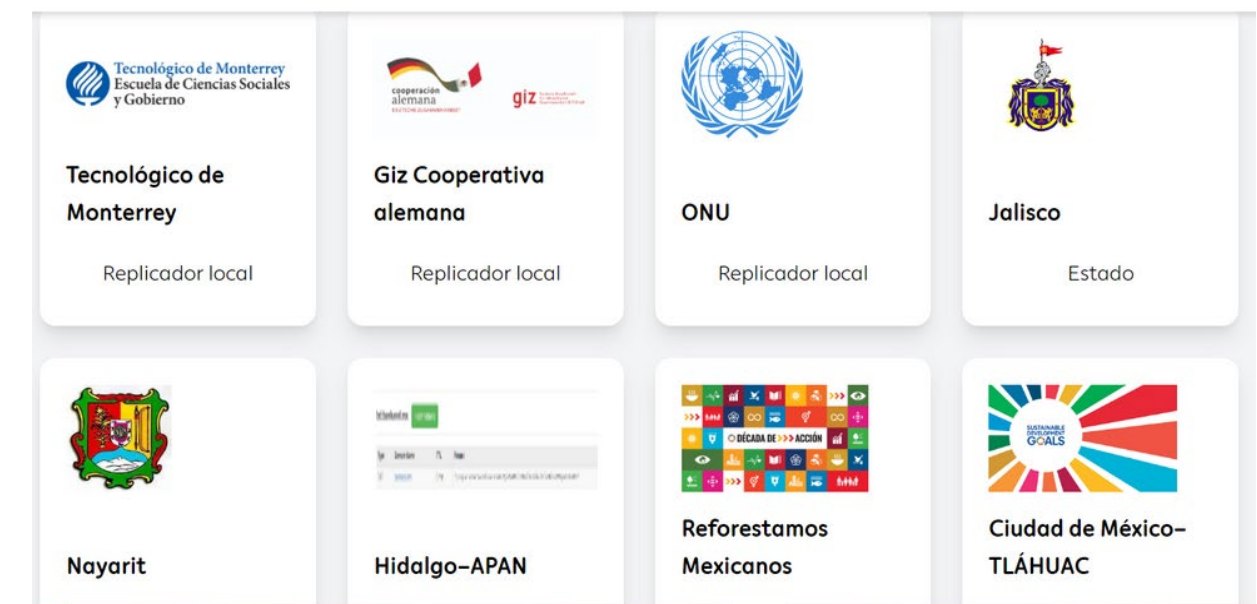 Tecnológico de Monterrey
Escuela de Ciencias Sociales
y Gobierno
Tecnológico de
Monterrey
Replicador local
cooperación
alemana
DEUTSCHE ZUSAMMENARBEIT
giz
Giz Cooperativa
alemana
Replicador local
ONU
Replicador local
Jalisco
Estado
Nayarit
Hidalgo–APAN
DÉCADA DE >>> ACCIÓN
Reforestamos
Mexicanos
SUSTAINABLE
DEVELOPMENT
GOALS
Ciudad de México–
TLÁHUAC